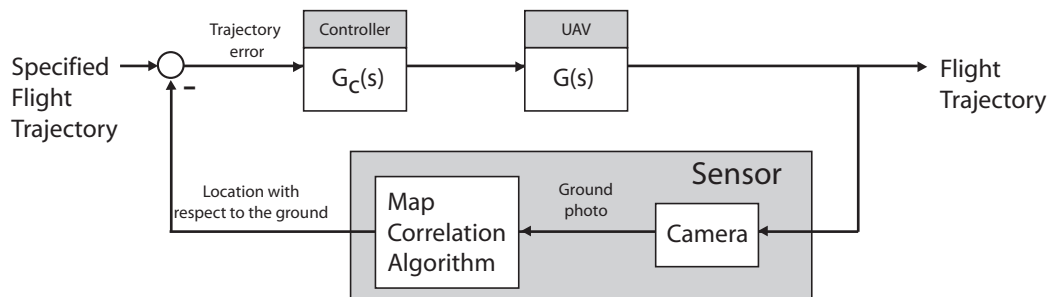 Trajectory
error
Controller
UAV
Specified
Flight
Trajectory
G_C(s)
G(s)
Flight
Trajectory
–
Sensor
Location with
respect to the ground
Map
Correlation
Algorithm
Ground
photo
Camera